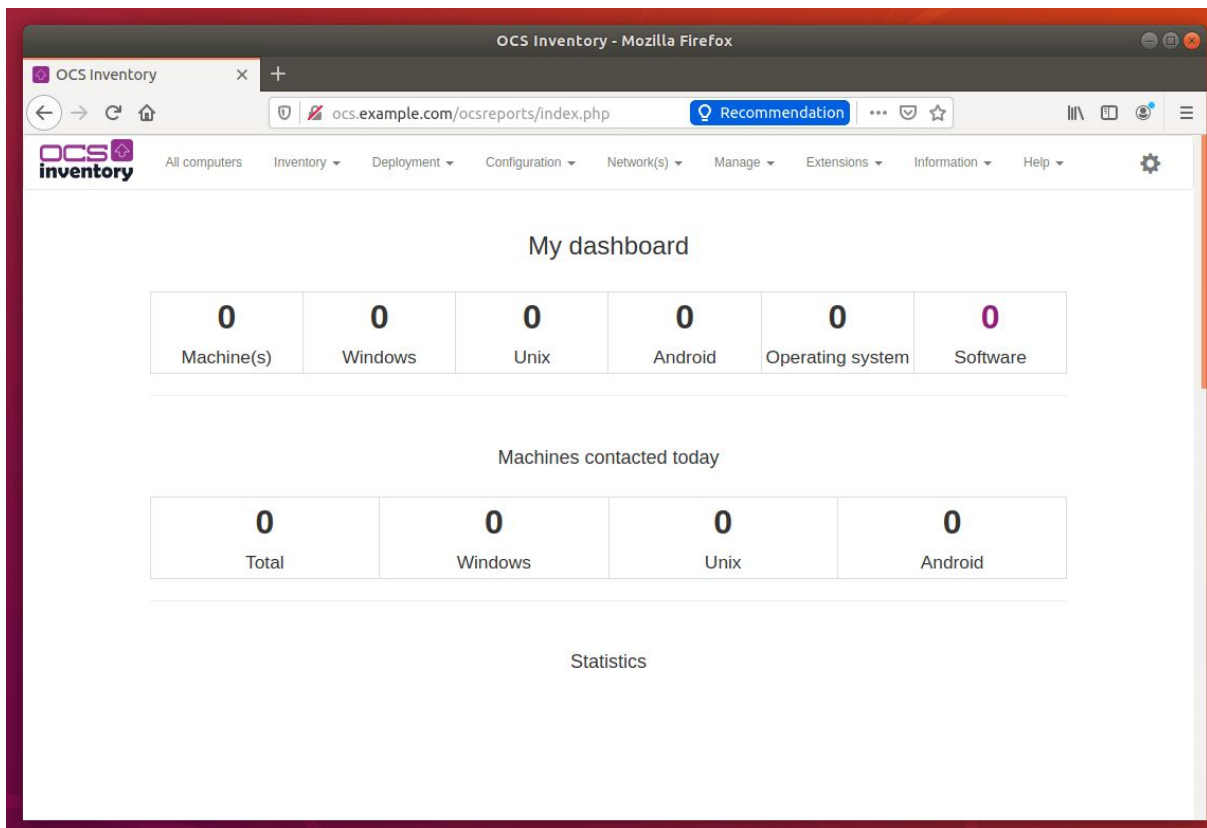 OCS Inventory - Mozilla Firefox
OCS Inventory
ocs.example.com/ocsreports/index.php Recommendation
OCS inventory All computers Inventory Deployment Configuration Network(s) Manage Extensions Information Help
My dashboard
0 0 0 0 0 0
Machine(s) Windows Unix Android Operating system Software
Machines contacted today
0 0 0 0
Total Windows Unix Android
Statistics